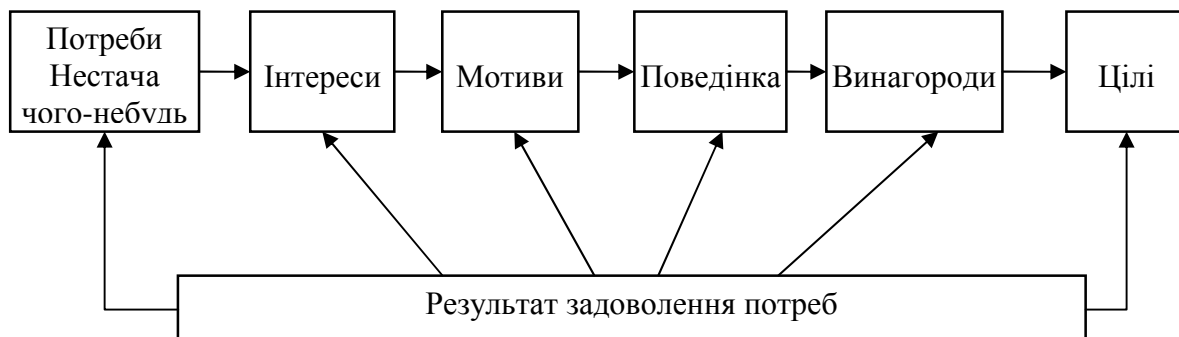 Потреби
Нестача
чого-небудь
Інтереси
Мотиви
Поведінка
Винагороди
Цілі
Результат задоволення потреб